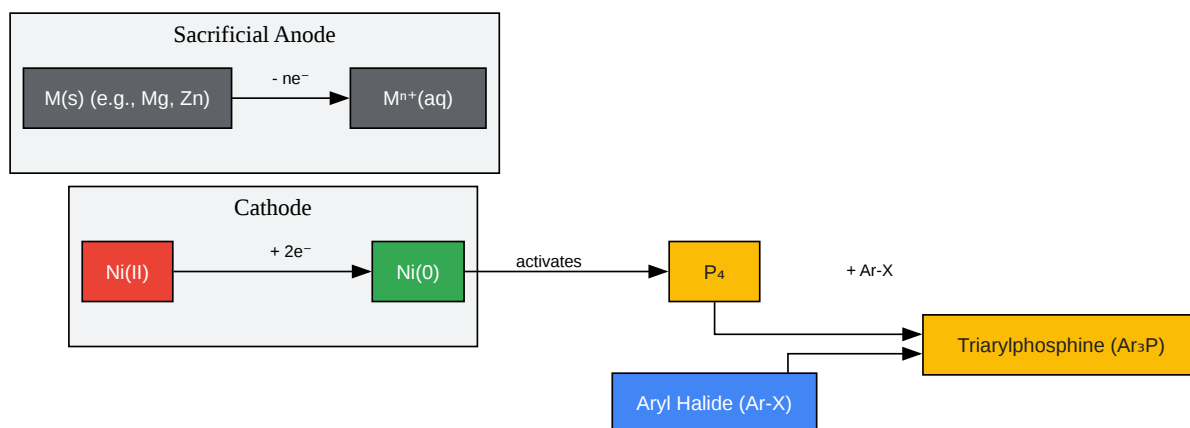 Sacrificial Anode
M(s) (e.g., Mg, Zn)
- ne⁻
Mⁿ⁺(aq)
Cathode
Ni(II)
+ 2e⁻
Ni(0)
activates
P₄
+ Ar-X
Triarylphosphine (Ar₃P)
Aryl Halide (Ar-X)